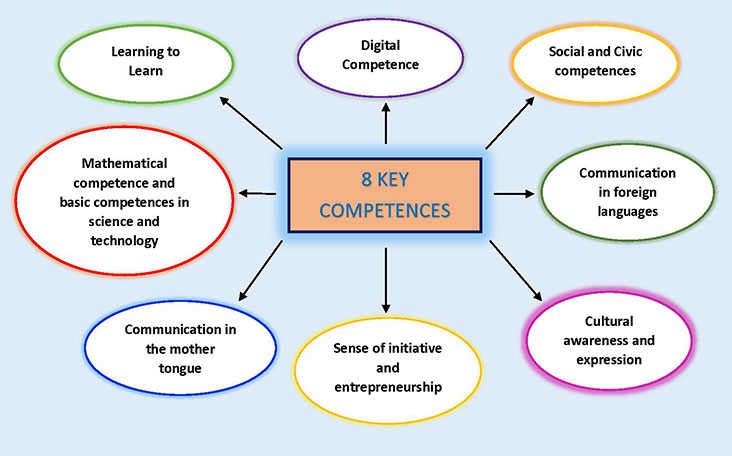 Learning to
Learn
Digital
Competence
Social and Civic
competences
Mathematical
competence and
basic competences in
science and
technology
8 KEY
COMPETENCES
Communication
in foreign
languages
Communication in
the mother
tongue
Sense of initiative
and
entrepreneurship
Cultural
awareness and
expression